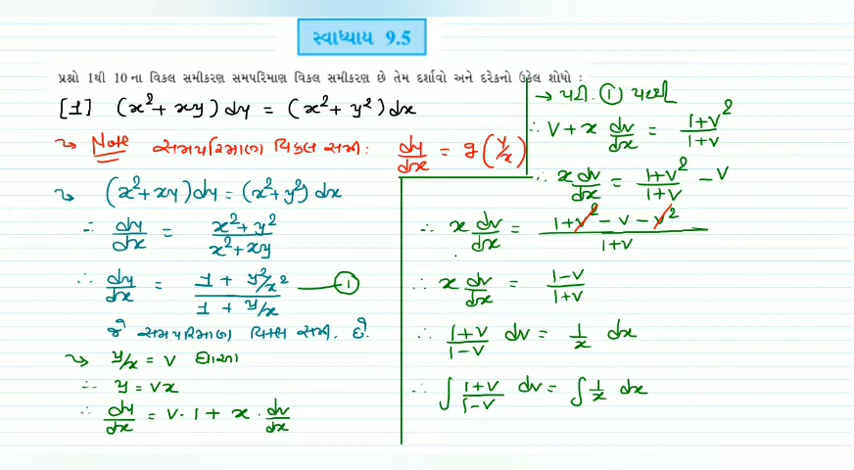 સ્વાધ્યાય 9.5
પ્રશ્નો 1થી 10 ના વિકલ સમીકરણ સમપરિમાણ વિકલ સમીકરણ છે તેમ દર્શાવો અને દરેકનો ઉકેલ શોધો :
[1] (x² + xy) dy = (x² + y²) dx
→ Note સમપરિમાણ વિકલ સમી: dy/dx = g(y/x)
→ (x² + xy) dy = (x² + y²) dx
∴ dy/dx = (x² + y²)/(x² + xy)
∴ dy/dx = (1 + y²/x²)/(1 + y/x) — ①
જે સમપરિમાણ વિકલ સમી. છે.
→ y/x = v ધારતા
∴ y = vx
∴ dy/dx = v · 1 + x · dv/dx
→ પરી. ① પરથી
∴ v + x dv/dx = (1 + v²)/(1 + v)
∴ x dv/dx = (1 + v²)/(1 + v) − v
∴ x dv/dx = (1 + v² − v − v²)/(1 + v)
∴ x dv/dx = (1 − v)/(1 + v)
∴ (1 + v)/(1 − v) dv = 1/x dx
∴ ∫ (1 + v)/(1 − v) dv = ∫ 1/x dx